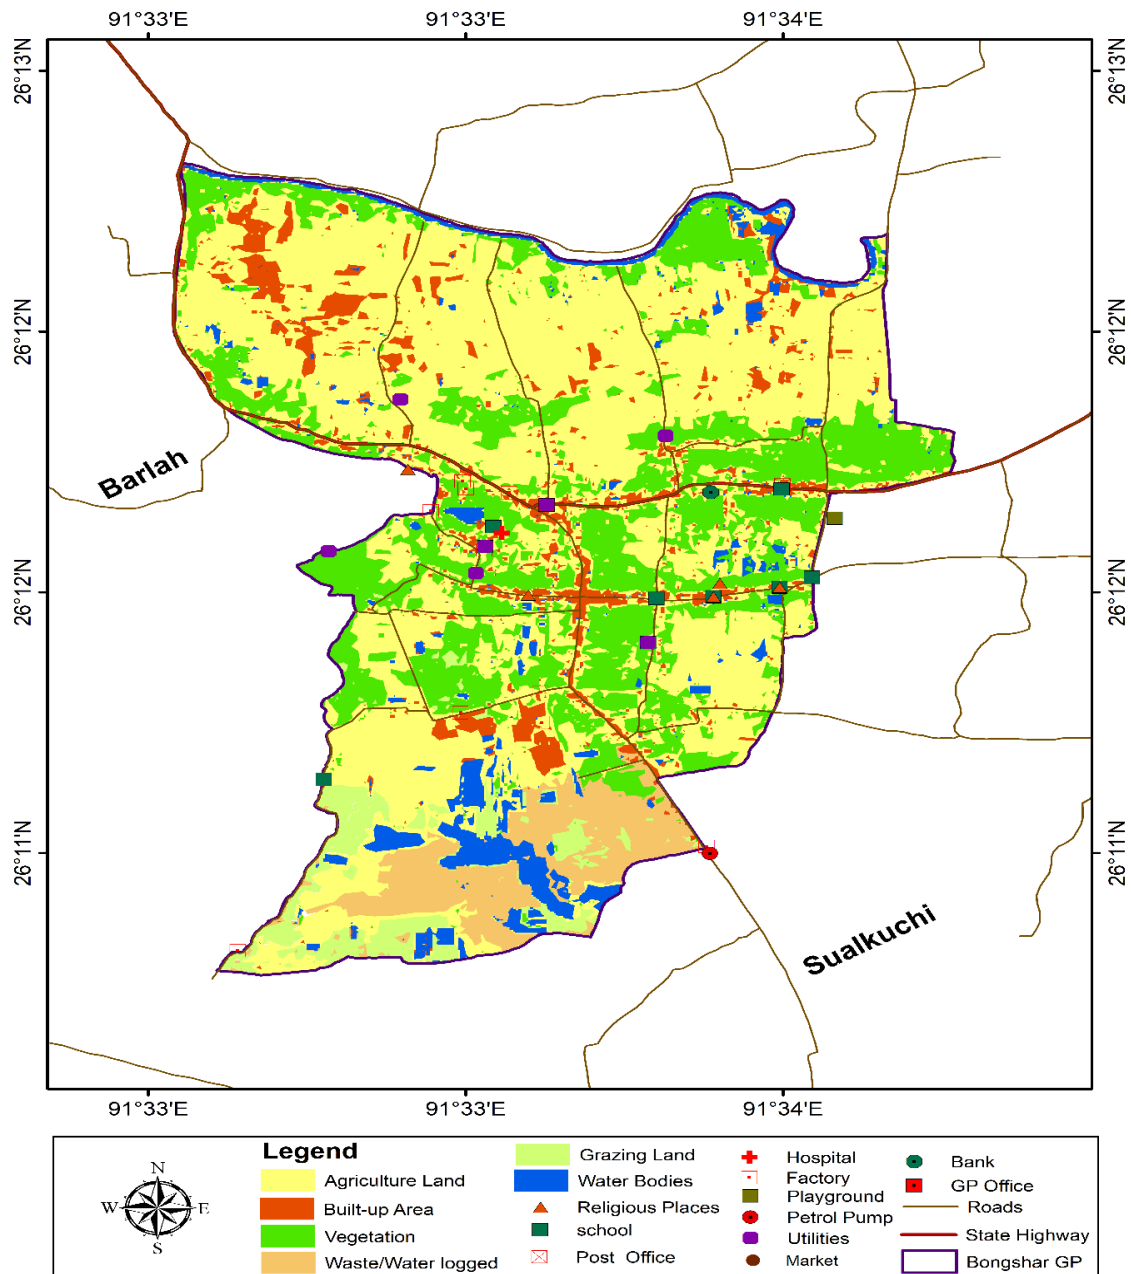 91°33'E 91°33'E 91°34'E
26°13'N 26°13'N
26°12'N 26°12'N
Barlah
26°12'N 26°12'N
26°11'N 26°11'N
Sualkuchi
91°33'E 91°33'E 91°34'E
Legend
N
W E
S
Agriculture Land
Built-up Area
Vegetation
Waste/Water logged
Grazing Land
Water Bodies
Religious Places
school
Post Office
Hospital
Factory
Playground
Petrol Pump
Utilities
Market
Bank
GP Office
Roads
State Highway
Bongshar GP